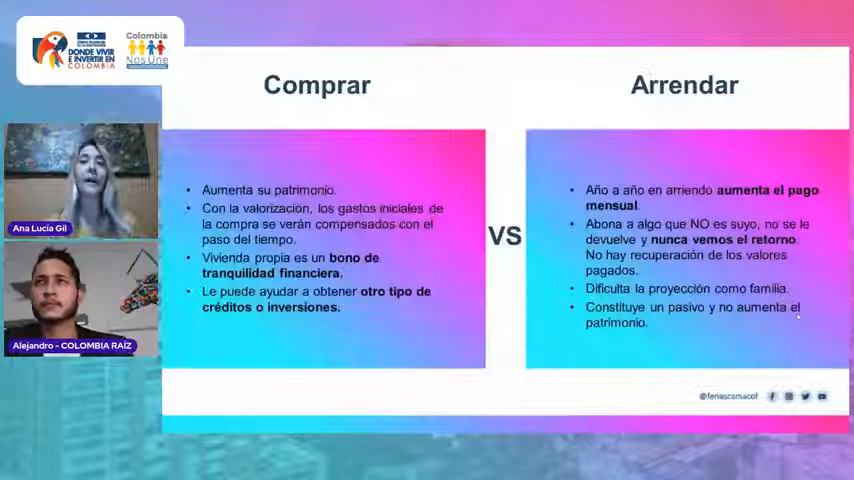 DONDE VIVIR
E INVERTIR EN
COLOMBIA
Colombia
Nos Une
Comprar
Arrendar
Ana Lucía Gil
Alejandro - COLOMBIA RAÍZ
• Aumenta su patrimonio.
• Con la valorización, los gastos iniciales de
la compra se verán compensados con el
paso del tiempo.
• Vivienda propia es un bono de
tranquilidad financiera.
• Le puede ayudar a obtener otro tipo de
créditos o inversiones.
VS
• Año a año en arriendo aumenta el pago
mensual.
• Abona a algo que NO es suyo, no se le
devuelve y nunca vemos el retorno.
No hay recuperación de los valores
pagados.
• Dificulta la proyección como familia.
• Constituye un pasivo y no aumenta el
patrimonio.
@feriascamacol